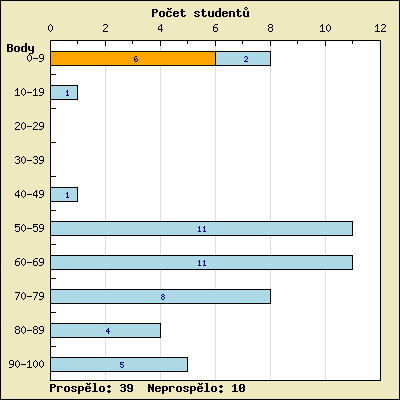 Počet studentů
0 2 4 6 8 10 12
Body
0-9 6 2
10-19 1
20-29
30-39
40-49 1
50-59 11
60-69 11
70-79 8
80-89 4
90-100 5
Prospělo: 39 Neprospělo: 10